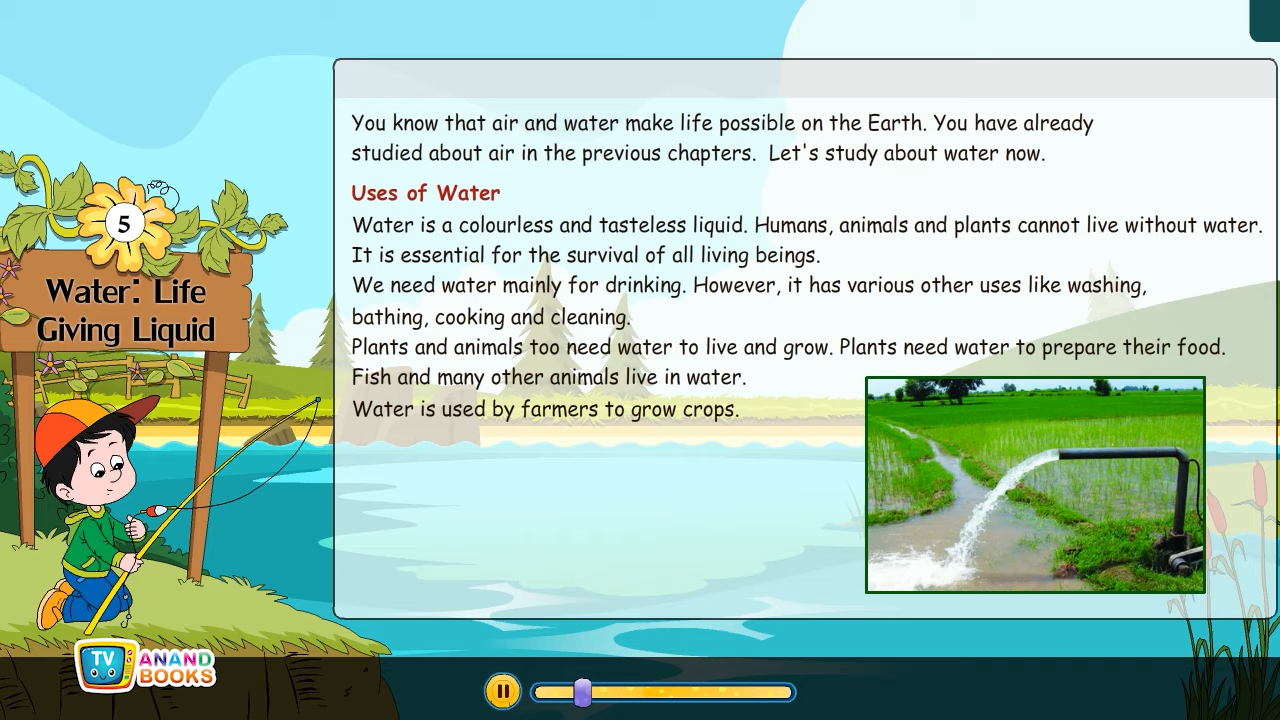 You know that air and water make life possible on the Earth. You have already
studied about air in the previous chapters. Let's study about water now.
Uses of Water
Water is a colourless and tasteless liquid. Humans, animals and plants cannot live without water.
It is essential for the survival of all living beings.
We need water mainly for drinking. However, it has various other uses like washing,
bathing, cooking and cleaning.
Plants and animals too need water to live and grow. Plants need water to prepare their food.
Fish and many other animals live in water.
Water is used by farmers to grow crops.
5
Water: Life
Giving Liquid
TV
ANAND
BOOKS